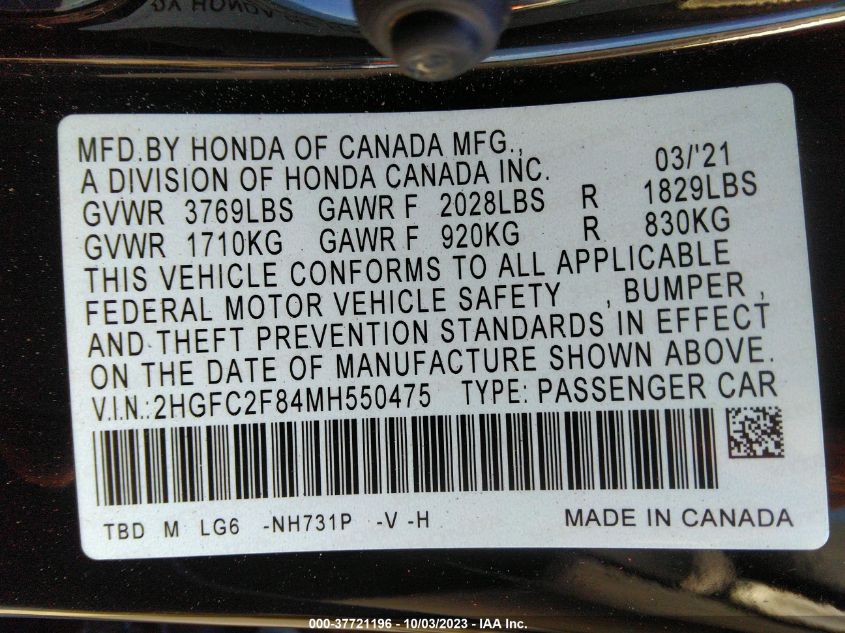 MFD.BY HONDA OF CANADA MFG.,
A DIVISION OF HONDA CANADA INC. 03/'21
GVWR 3769LBS GAWR F 2028LBS R 1829LBS
GVWR 1710KG GAWR F 920KG R 830KG
THIS VEHICLE CONFORMS TO ALL APPLICABLE
FEDERAL MOTOR VEHICLE SAFETY , BUMPER ,
AND THEFT PREVENTION STANDARDS IN EFFECT
ON THE DATE OF MANUFACTURE SHOWN ABOVE.
V.I.N.:2HGFC2F84MH550475 TYPE: PASSENGER CAR
TBD M LG6 -NH731P -V -H MADE IN CANADA
000-37721196 - 10/03/2023 - IAA Inc.